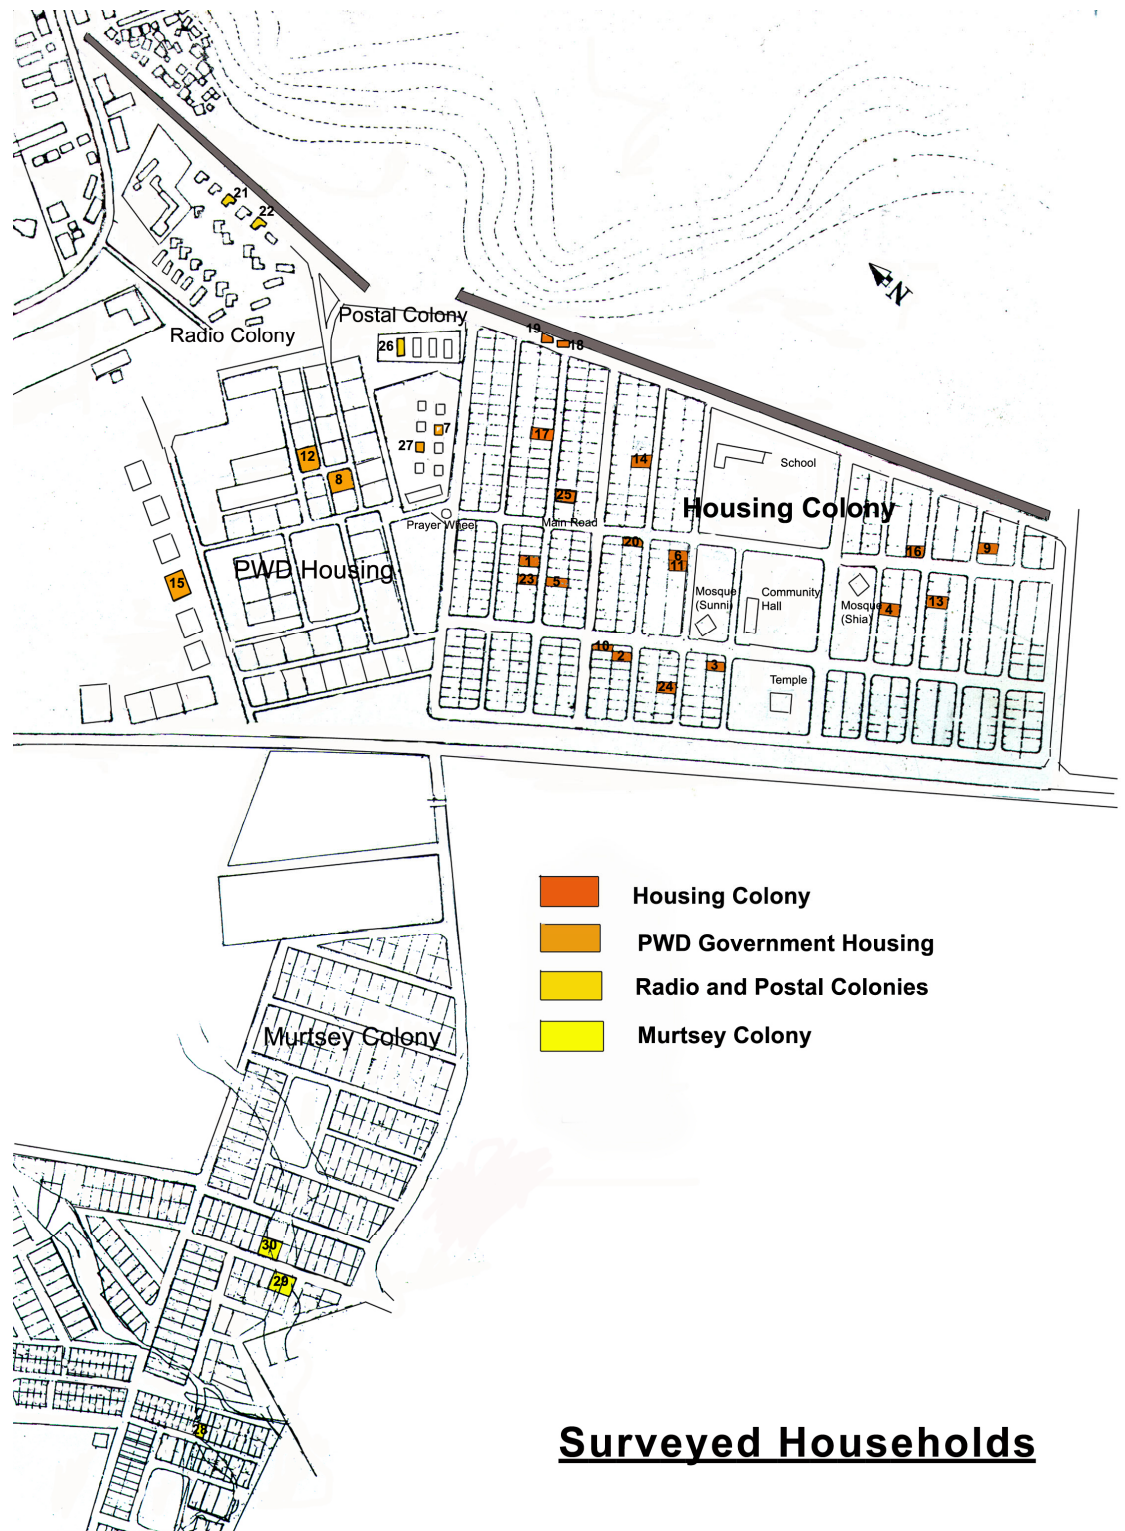 21
22
N
Postal Colony
Radio Colony
19
18
26
7
27
17
12
14
8
School
25
Housing Colony
Prayer Wheel
Main Road
20
16
9
6
11
1
PWD Housing
15
23
5
Mosque
(Sunni)
Community
Hall
Mosque
(Shia)
4
13
10
2
3
24
Temple
Housing Colony
PWD Government Housing
Radio and Postal Colonies
Murtsey Colony
Murtsey Colony
30
29
28
Surveyed Households